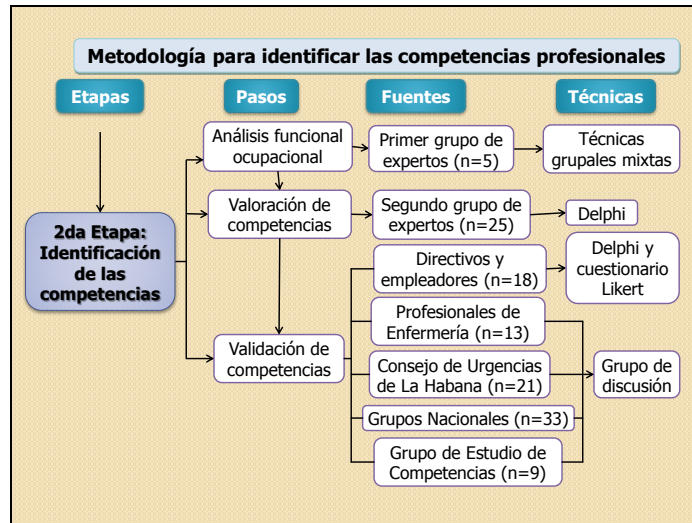 Metodología para identificar las competencias profesionales
Etapas
Pasos
Fuentes
Técnicas
Análisis funcional
ocupacional
Primer grupo de
expertos (n=5)
Técnicas
grupales mixtas
2da Etapa:
Identificación
de las
competencias
Valoración de
competencias
Segundo grupo de
expertos (n=25)
Delphi
Directivos y
empleadores (n=18)
Delphi y
cuestionario
Likert
Validación de
competencias
Profesionales de
Enfermería (n=13)
Consejo de Urgencias
de La Habana (n=21)
Grupos Nacionales (n=33)
Grupo de Estudio de
Competencias (n=9)
Grupo de
discusión